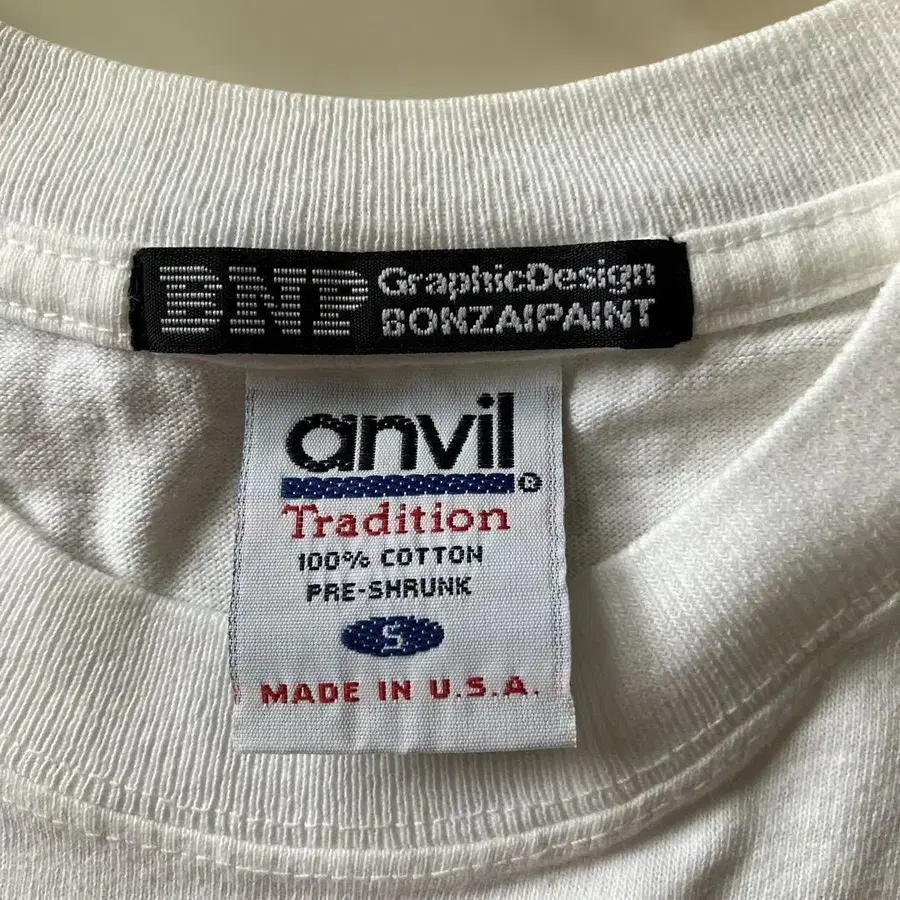 BNP
GraphicDesign
BONZAIPAINT
anvil
®
Tradition
100% COTTON
PRE-SHRUNK
S
MADE IN U.S.A.